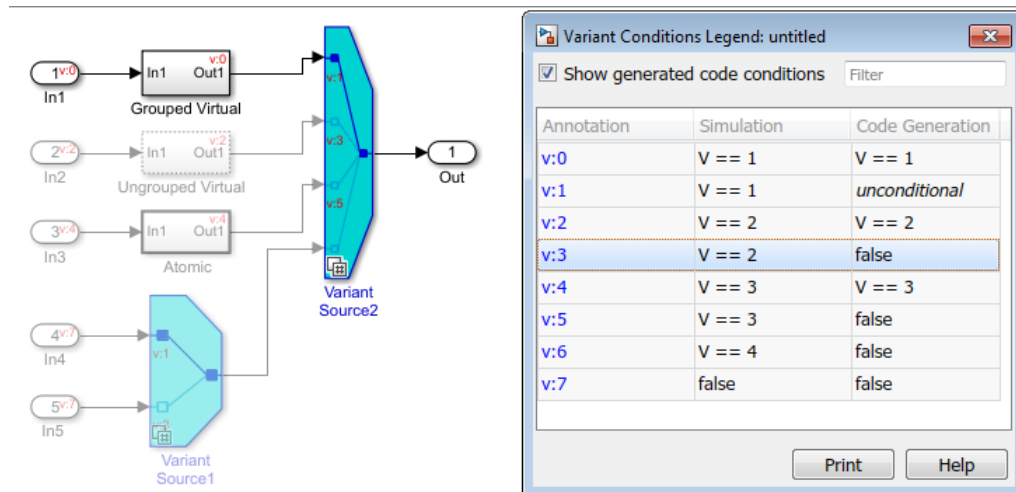 1 v:0
In1
In1 v:0 Out1
Grouped Virtual
v:1
2 v:2
In2
In1 v:2 Out1
Ungrouped Virtual
v:3
1
Out
3 v:4
In3
In1 v:4 Out1
Atomic
v:5
Variant
Source2
4 v:7
In4
v:1
5 v:7
In5
Variant
Source1
Variant Conditions Legend: untitled
Show generated code conditions Filter
Annotation Simulation Code Generation
v:0 V == 1 V == 1
v:1 V == 1 unconditional
v:2 V == 2 V == 2
v:3 V == 2 false
v:4 V == 3 V == 3
v:5 V == 3 false
v:6 V == 4 false
v:7 false false
Print Help